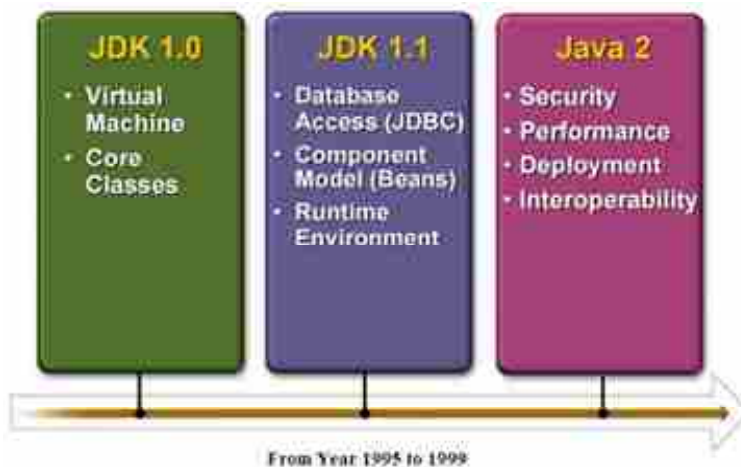 JDK 1.0
• Virtual
Machine
• Core
Classes
JDK 1.1
• Database
Access (JDBC)
• Component
Model (Beans)
• Runtime
Environment
Java 2
• Security
• Performance
• Deployment
• Interoperability
From Year 1995 to 1999